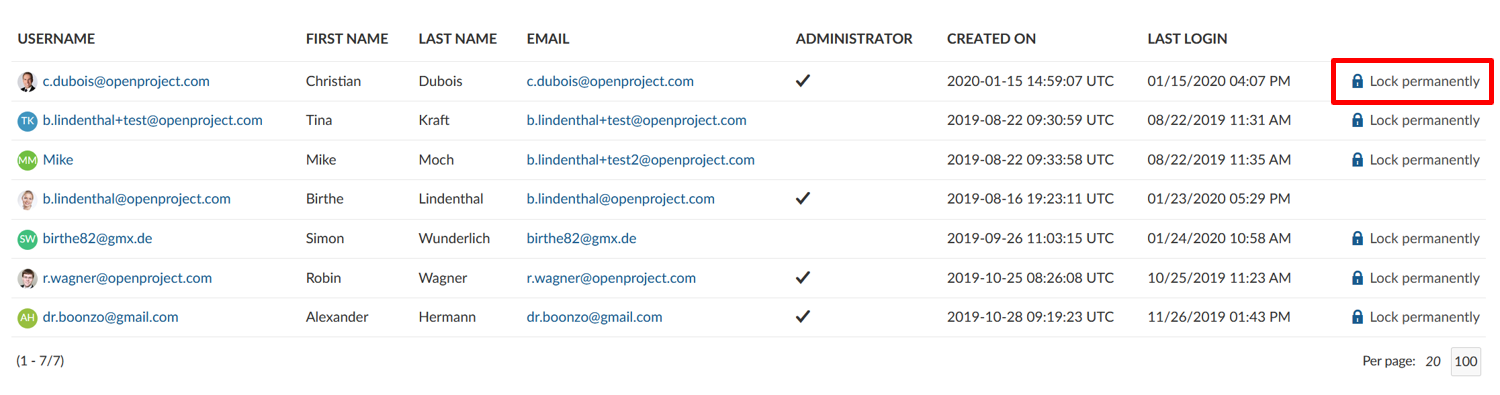 USERNAME FIRST NAME LAST NAME EMAIL ADMINISTRATOR CREATED ON LAST LOGIN
c.dubois@openproject.com Christian Dubois c.dubois@openproject.com 2020-01-15 14:59:07 UTC 01/15/2020 04:07 PM Lock permanently
TK b.lindenthal+test@openproject.com Tina Kraft b.lindenthal+test@openproject.com 2019-08-22 09:30:59 UTC 08/22/2019 11:31 AM Lock permanently
MM Mike Mike Moch b.lindenthal+test2@openproject.com 2019-08-22 09:33:58 UTC 08/22/2019 11:35 AM Lock permanently
b.lindenthal@openproject.com Birthe Lindenthal b.lindenthal@openproject.com 2019-08-16 19:23:11 UTC 01/23/2020 05:29 PM
SW birthe82@gmx.de Simon Wunderlich birthe82@gmx.de 2019-09-26 11:03:15 UTC 01/24/2020 10:58 AM Lock permanently
r.wagner@openproject.com Robin Wagner r.wagner@openproject.com 2019-10-25 08:26:08 UTC 10/25/2019 11:23 AM Lock permanently
AH dr.boonzo@gmail.com Alexander Hermann dr.boonzo@gmail.com 2019-10-28 09:19:23 UTC 11/26/2019 01:43 PM Lock permanently
(1 - 7/7) Per page: 20 100